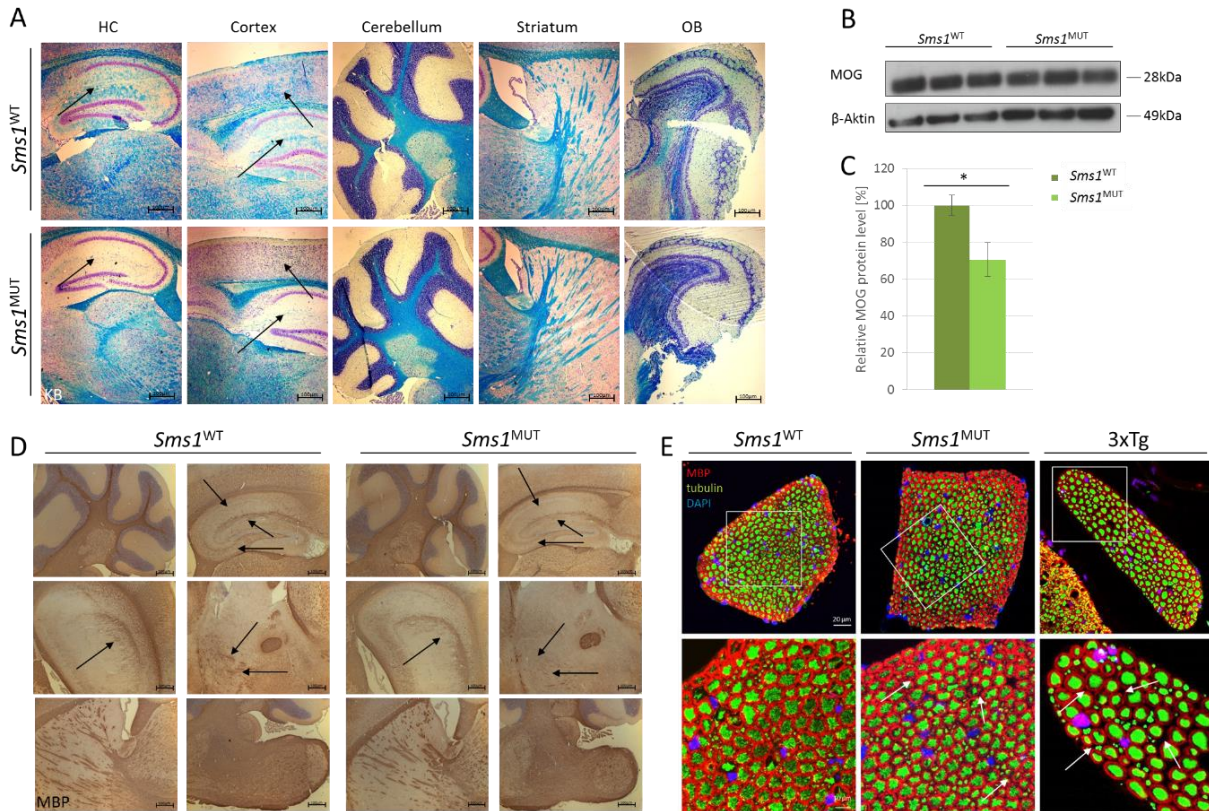 A
HC Cortex Cerebellum Striatum OB
Sms1WT
Sms1MUT
KB
100µm
B
Sms1WT Sms1MUT
MOG 28kDa
β-Aktin 49kDa
C
Relative MOG protein level [%]
120
100
80
60
40
20
0
*
Sms1WT
Sms1MUT
D
Sms1WT Sms1MUT
MBP
E
Sms1WT Sms1MUT 3xTg
MBP
tubulin
DAPI
20 µm